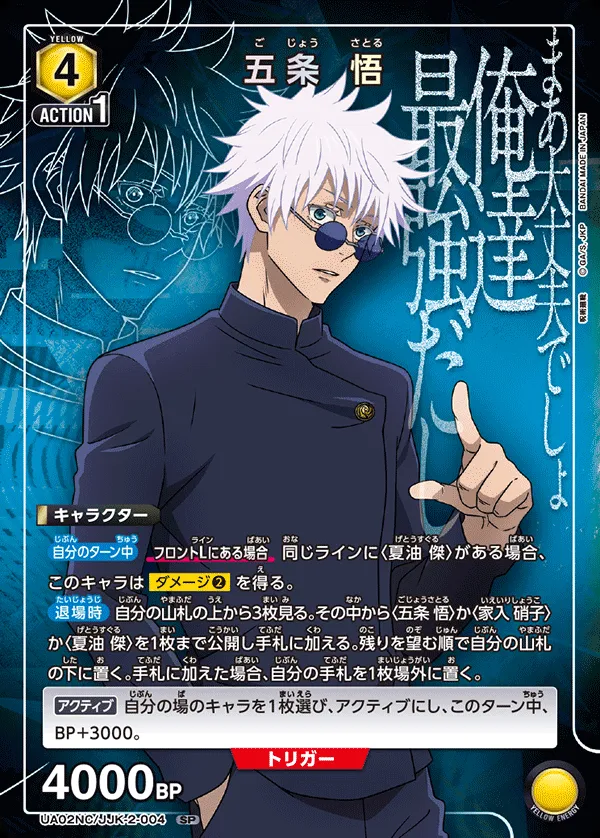 YELLOW
4
ACTION 1
ご じょう さとる
五条 悟
まあ大丈夫でしょ
俺達
最強だし
BANDAI MADE IN JAPAN
©GA/S, JKP
呪術廻戦
キャラクター
じぶん ちゅう ライン ばあい おな げとうすぐる ばあい
自分のターン中 フロントLにある場合 同じラインに〈夏油 傑〉がある場合、
え
このキャラは ダメージ❷ を得る。
たいじょうじ じぶん やまふだ うえ まい み なか ごじょうさとる いえいりしょうこ
退場時 自分の山札の上から3枚見る。その中から〈五条 悟〉か〈家入 硝子〉
げとうすぐる まい こうかい てふだ くわ のこ のぞ じゅん じぶん やまふだ
か〈夏油 傑〉を1枚まで公開し手札に加える。残りを望む順で自分の山札
した お てふだ くわ ばあい じぶん てふだ まいじょうがい お
の下に置く。手札に加えた場合、自分の手札を1枚場外に置く。
じぶん ば まいえら ちゅう
アクティブ 自分の場のキャラを1枚選び、アクティブにし、このターン中、
BP+3000。
トリガー
4000BP
UA02NC/JJK-2-004 SP
YELLOW ENERGY